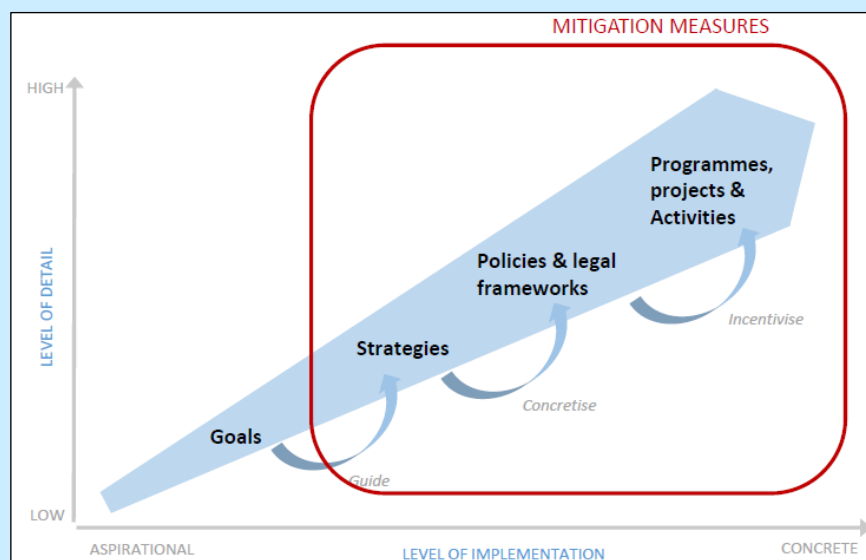 MITIGATION MEASURES
HIGH
Programmes,
projects &
Activities
Policies & legal
frameworks
Incentivise
LEVEL OF DETAIL
Strategies
Concretise
Goals
Guide
LOW
ASPIRATIONAL
LEVEL OF IMPLEMENTATION
CONCRETE